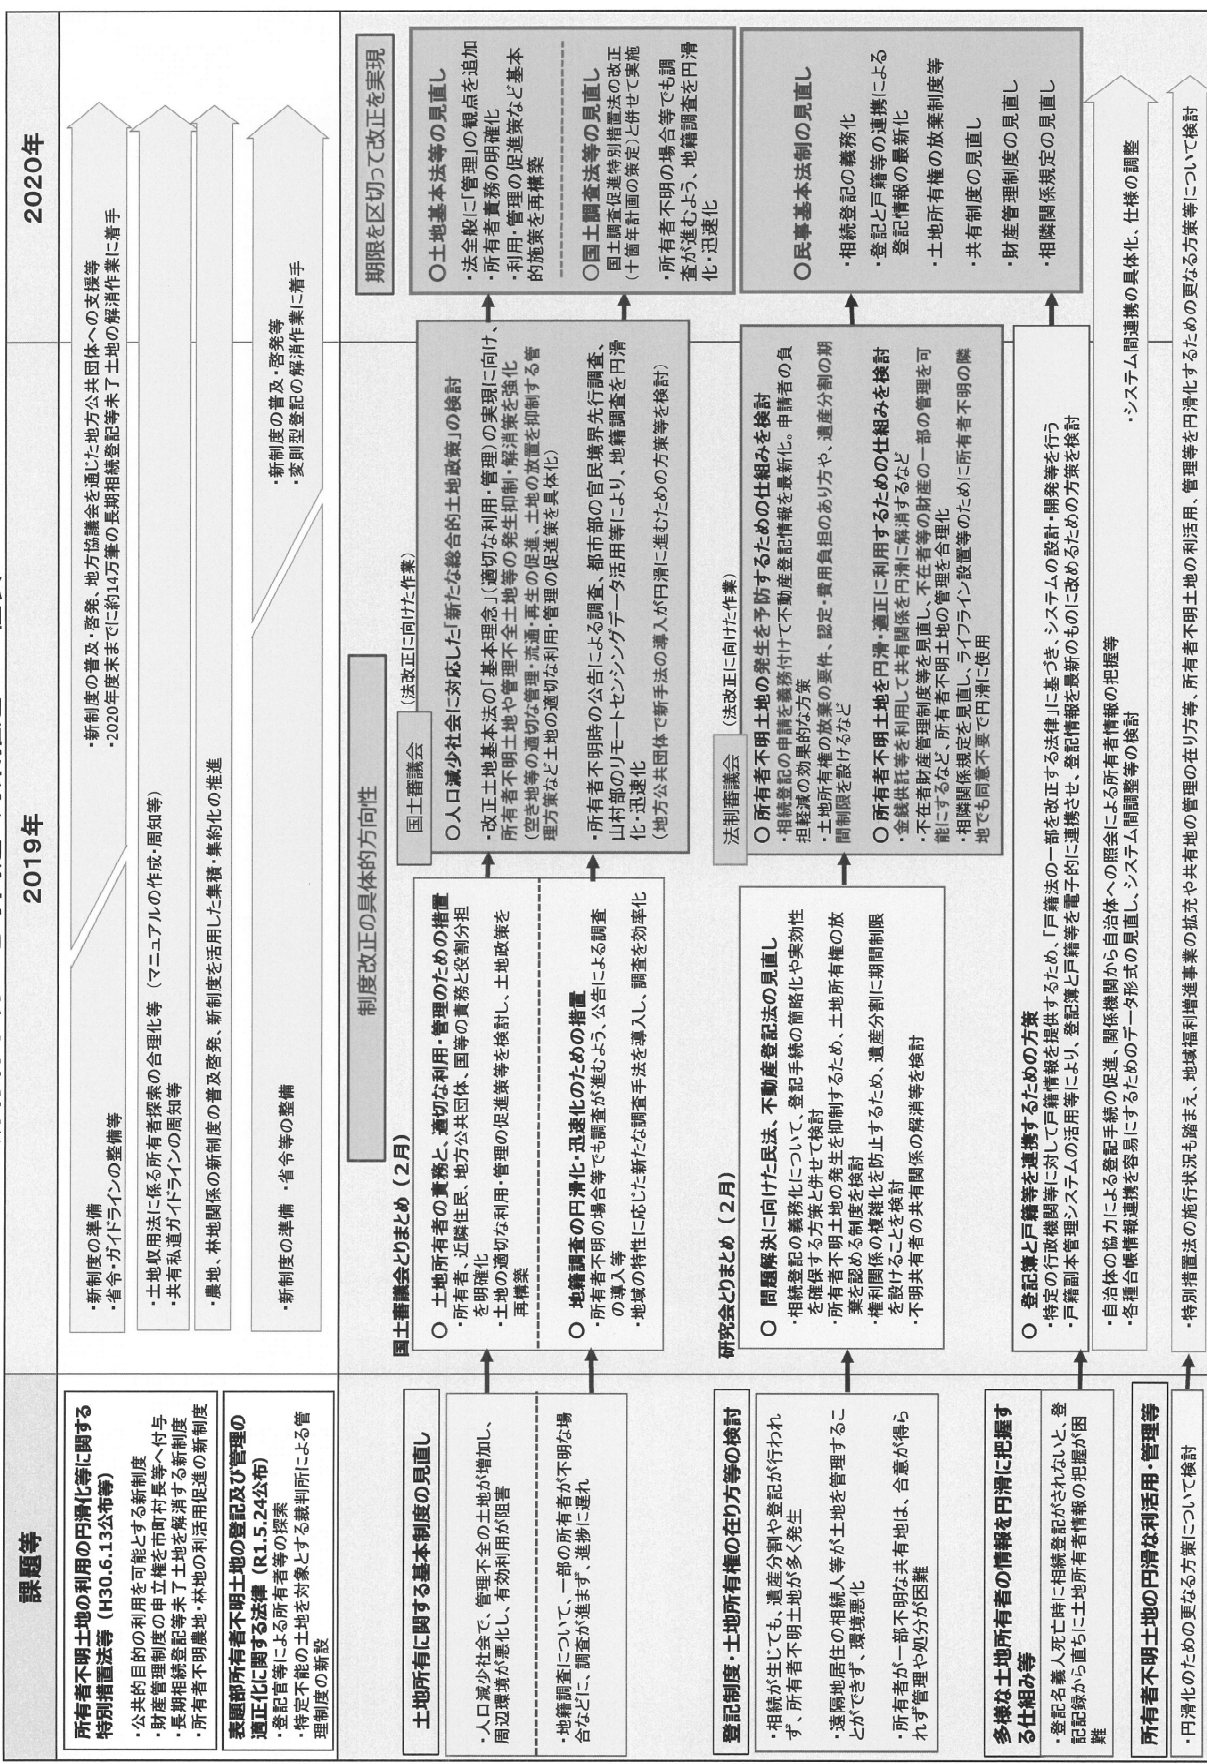 課題等
2019年
2020年
所有者不明土地の利用の円滑化等に関する
特別措置法等（H30.6.13公布等）
・公共的目的の利用を可能とする新制度
・財産管理制度の申立権を市町村長等へ付与
・長期相続登記等未了土地を解消する新制度
・所有者不明農地・林地の利活用促進の新制度
表題部所有者不明土地の登記及び管理の
適正化に関する法律（R1.5.24公布）
・登記官等による所有者等の探索
・特定不能の土地を対象とする裁判所による管
理制度の新設
・新制度の準備
・省令・ガイドラインの整備等
・新制度の普及・啓発、地方協議会を通じた地方公共団体への支援等
・2020年度末までに約14万筆の長期相続登記等未了土地の解消作業に着手
・土地収用法に係る所有者探索の合理化等（マニュアルの作成・周知等）
・共有私道ガイドラインの周知等
・農地、林地関係の新制度の普及啓発、新制度を活用した集積・集約化の推進
・新制度の準備・省令等の整備
・新制度の普及・啓発等
・変則型登記の解消作業に着手
制度改正の具体的方向性
期限を区切って改正を実現
土地所有に関する基本制度の見直し
・人口減少社会で、管理不全の土地が増加し、
周辺環境が悪化し、有効利用が阻害
・地籍調査について、一部の所有者が不明な場
合などに、調査が進まず、進捗に遅れ
国土審議会とりまとめ（２月）
○ 土地所有者の責務と、適切な利用・管理のための措置
・所有者、近隣住民、地方公共団体、国等の責務と役割分担
を明確化
・土地の適切な利用・管理の促進策等を検討し、土地政策を
再構築
○ 地籍調査の円滑化・迅速化のための措置
・所有者不明の場合等でも調査が進むよう、公告による調査
の導入等
・地域の特性に応じた新たな調査手法を導入し、調査を効率化
国土審議会
（法改正に向けた作業）
○人口減少社会に対応した「新たな総合的土地政策」の検討
・改正土地基本法の「基本理念」（適切な利用・管理）の実現に向け、
所有者不明土地や管理不全土地等の発生抑制・解消策を強化
（空き地等の適切な管理・流通・再生の促進、土地の放置を抑制する管
理方策など土地の適切な利用・管理の促進策を具体化）
・所有者不明時の公告による調査、都市部の官民境界先行調査、
山村部のリモートセンシングデータ活用等により、地籍調査を円滑
化・迅速化
（地方公共団体で新手法の導入が円滑に進むための方策等を検討）
○土地基本法等の見直し
・法全般に「管理」の観点を追加
・所有者責務の明確化
・利用・管理の促進策など基本
的施策を再構築
○国土調査法等の見直し
国土調査促進特別措置法の改正
（十箇年計画の策定）と併せて実施
・所有者不明の場合等でも調
査が進むよう、地籍調査を円滑
化・迅速化
登記制度・土地所有権の在り方等の検討
・相続が生じても、遺産分割や登記が行われ
ず、所有者不明土地が多く発生
・遠隔地居住の相続人等が土地を管理するこ
とができず、環境悪化
・所有者が一部不明な共有地は、合意が得ら
れず管理や処分が困難
研究会とりまとめ（２月）
○ 問題解決に向けた民法、不動産登記法の見直し
・相続登記の義務化について、登記手続の簡略化や実効性
を確保する方策と併せて検討
・所有者不明土地の発生を抑制するため、土地所有権の放
棄を認める制度を検討
・権利関係の複雑化を防止するため、遺産分割に期間制限
を設けることを検討
・不明共有者の共有関係の解消等を検討
法制審議会
（法改正に向けた作業）
○ 所有者不明土地の発生を予防するための仕組みを検討
・相続登記の申請を義務付けて不動産登記情報を最新化。申請者の負
担軽減の効果的な方策
・土地所有権の放棄の要件、認定・費用負担のあり方や、遺産分割の期
間制限を設けるなど
○ 所有者不明土地を円滑・適正に利用するための仕組みを検討
・金銭供託等を利用して共有関係を円滑に解消するなど
・不在者財産管理制度等を見直し、不在者等の財産の一部の管理を可
能にするなど、所有者不明土地の管理を合理化
・相隣関係規定を見直し、ライフライン設置等のために所有者不明の隣
地でも同意不要で円滑に使用
○民事基本法制の見直し
・相続登記の義務化
・登記と戸籍等の連携による
登記情報の最新化
・土地所有権の放棄制度等
・共有制度の見直し
・財産管理制度の見直し
・相隣関係規定の見直し
多様な土地所有者の情報を円滑に把握す
る仕組み等
・登記名義人死亡時に相続登記がされないと、登
記記録から直ちに土地所有者情報の把握が困
難
○ 登記簿と戸籍等を連携するための方策
・特定の行政機関等に対して戸籍情報を提供するため、「戸籍法の一部を改正する法律」に基づき、システムの設計・開発等を行う
・戸籍副本管理システムの活用等により、登記簿と戸籍等を電子的に連携させ、登記情報を最新のものに改めるための方策を検討
・自治体の協力による登記手続の促進、関係機関から自治体への照会による所有者情報の把握等
・各種台帳情報連携を容易にするためのデータ形式の見直し、システム間調整等の検討
・システム間連携の具体化、仕様の調整
所有者不明土地の円滑な利活用・管理等
・円滑化のための更なる方策について検討
・特別措置法の施行状況も踏まえ、地域福利増進事業の拡充や共有地の管理の在り方等、所有者不明土地の利活用、管理等を円滑化するための更なる方策等について検討